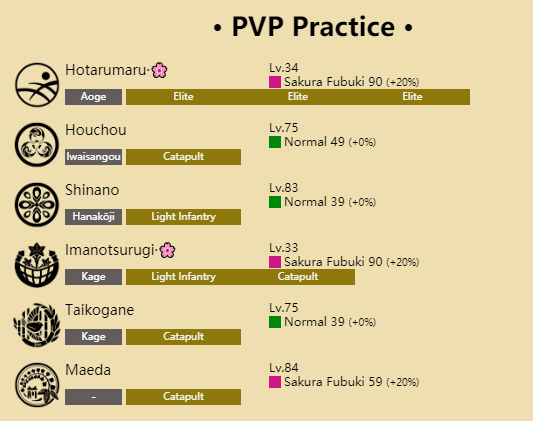 • PVP Practice •
Hotarumaru·🌸
Lv.34
Sakura Fubuki 90 (+20%)
Aoge Elite Elite Elite
Houchou
Lv.75
Normal 49 (+0%)
Iwaisangou Catapult
Shinano
Lv.83
Normal 39 (+0%)
Hanakōji Light Infantry
Imanotsurugi·🌸
Lv.33
Sakura Fubuki 90 (+20%)
Kage Light Infantry Catapult
Taikogane
Lv.75
Normal 39 (+0%)
Kage Catapult
Maeda
Lv.84
Sakura Fubuki 59 (+20%)
- Catapult